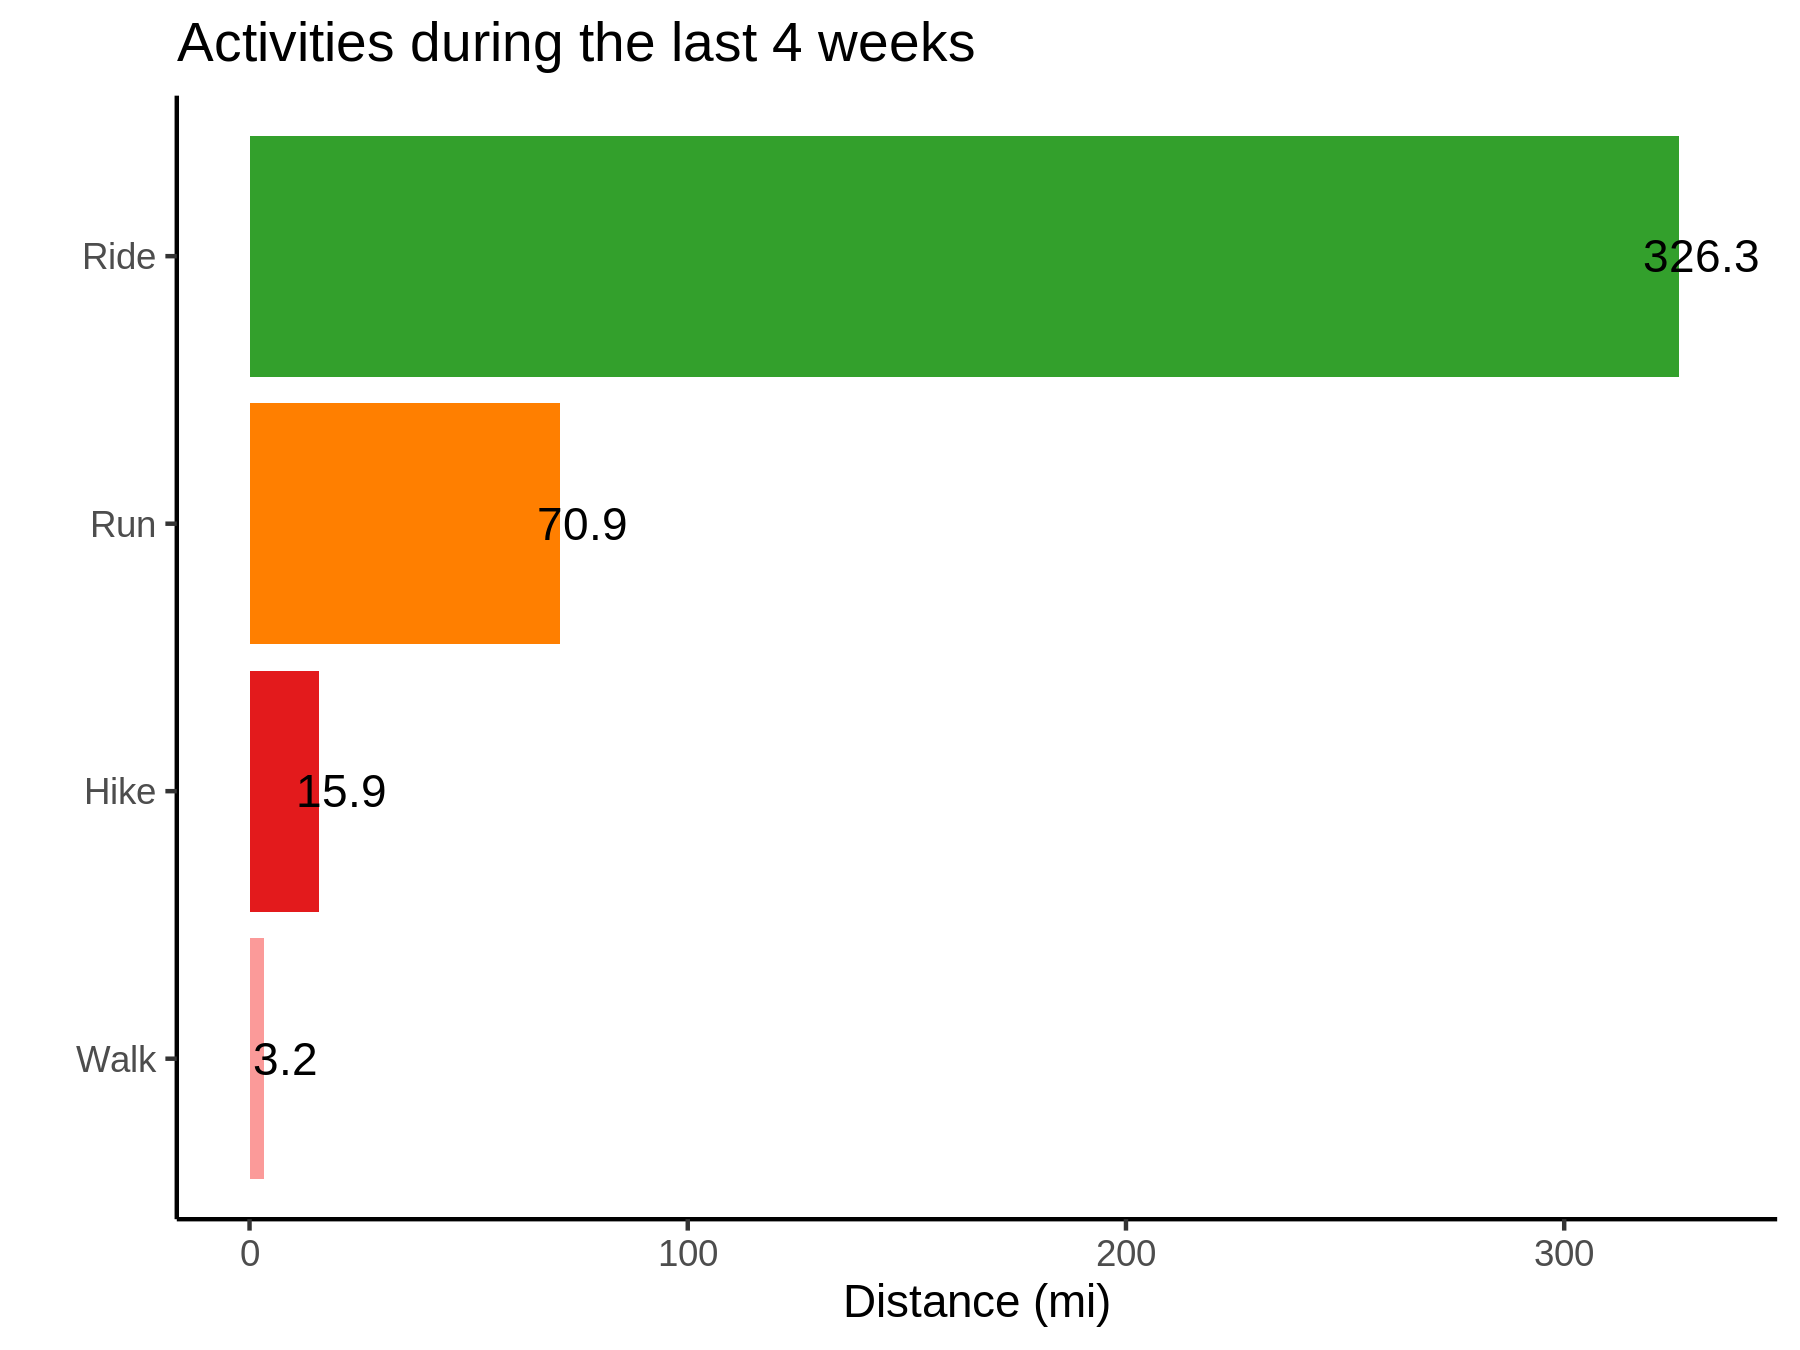 Activities during the last 4 weeks
Ride
326.3
Run
70.9
Hike
15.9
Walk
3.2
0 100 200 300
Distance (mi)